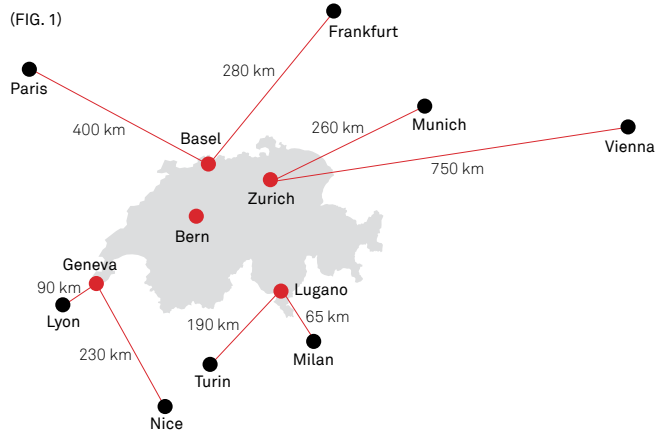 (FIG. 1)
Frankfurt
Paris
280 km
400 km
Basel
260 km
Munich
Vienna
750 km
Zurich
Bern
Geneva
90 km
Lyon
Lugano
190 km
65 km
230 km
Milan
Turin
Nice